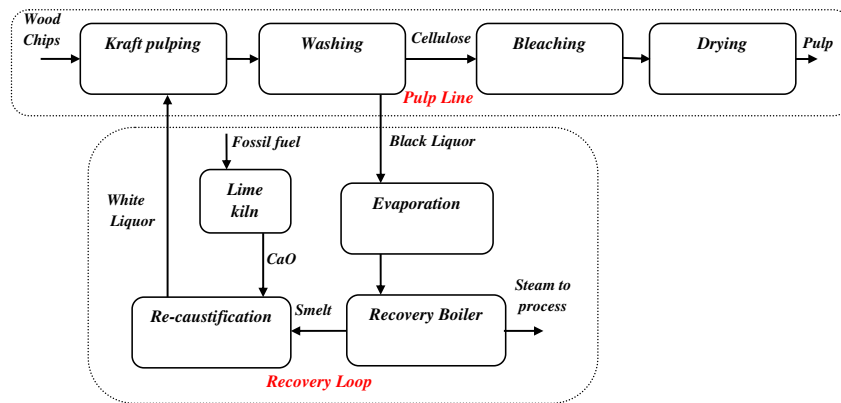 Wood
Chips
Kraft pulping
Washing
Cellulose
Bleaching
Drying
Pulp
Pulp Line
Fossil fuel
Black Liquor
White
Liquor
Lime
kiln
Evaporation
CaO
Steam to
process
Re-caustification
Smelt
Recovery Boiler
Recovery Loop